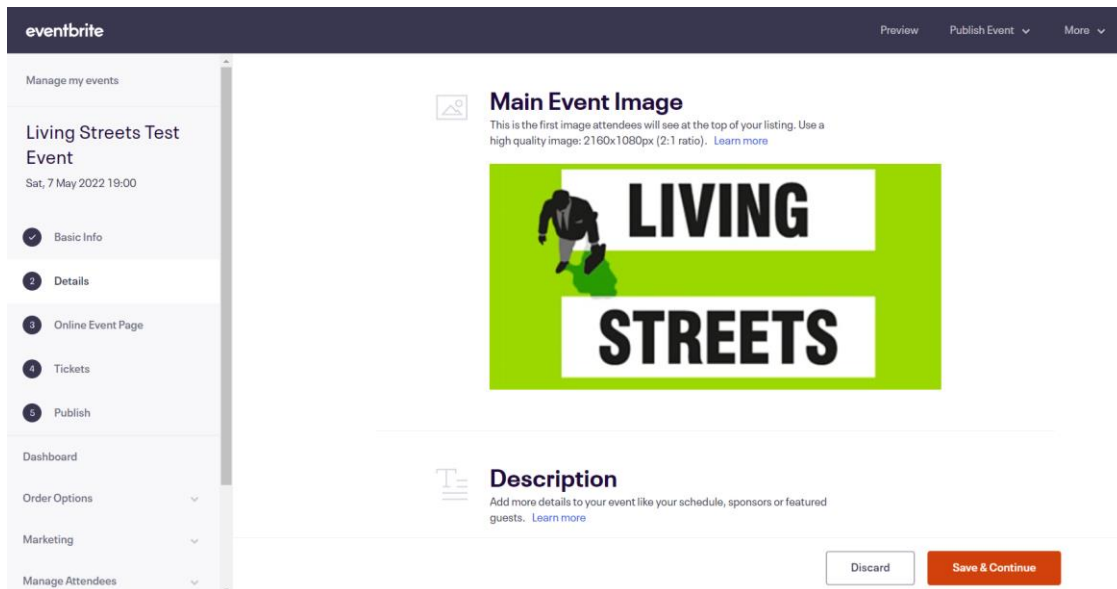 eventbrite
Preview
Publish Event
More
Manage my events
Living Streets Test
Event
Sat, 7 May 2022 19:00
Basic Info
2 Details
3 Online Event Page
4 Tickets
5 Publish
Dashboard
Order Options
Marketing
Manage Attendees
Main Event Image
This is the first image attendees will see at the top of your listing. Use a
high quality image: 2160x1080px (2:1 ratio). Learn more
LIVING
STREETS
Description
Add more details to your event like your schedule, sponsors or featured
guests. Learn more
Discard
Save & Continue